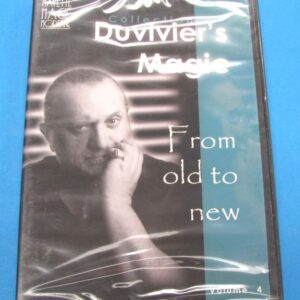 Collection
Duvivier's
Magic
From
old to
new
Volume 4